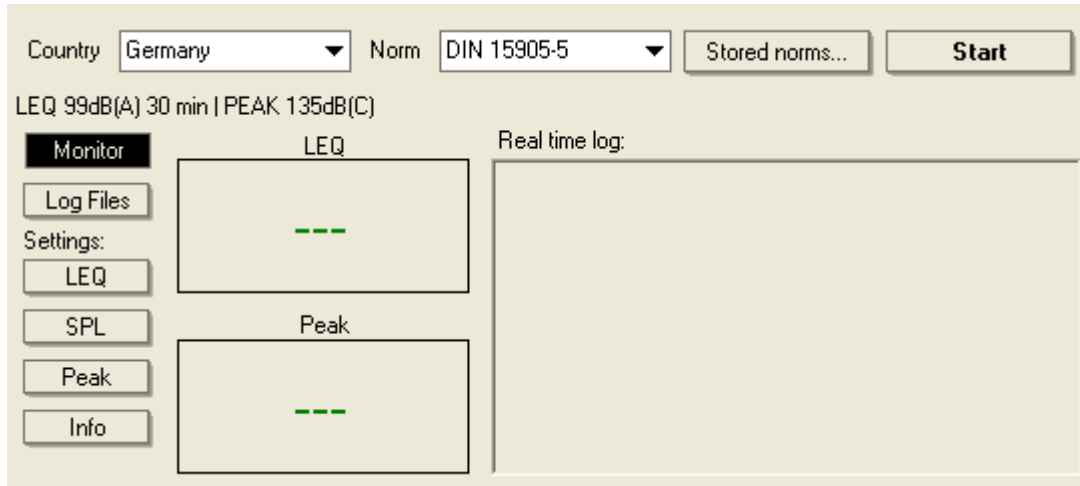 Country Germany Norm DIN 15905-5 Stored norms... Start
LEQ 99dB(A) 30 min | PEAK 135dB(C)
Monitor LEQ Real time log:
Log Files
---
Settings:
LEQ
SPL Peak
Peak
---
Info